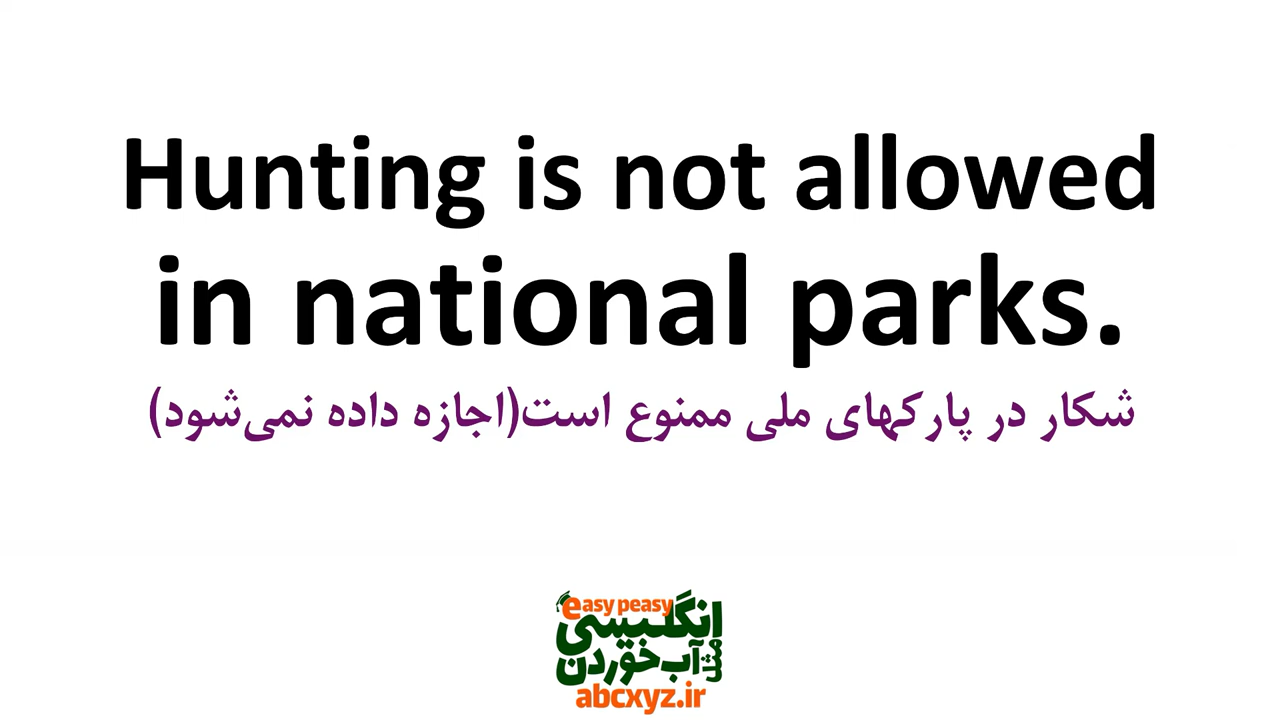 Hunting is not allowed
in national parks.
شکار در پارکهای ملی ممنوع است(اجازه داده نمی‌شود)
easy peasy
انگلیسی
مثل آب خوردن
abcxyz.ir